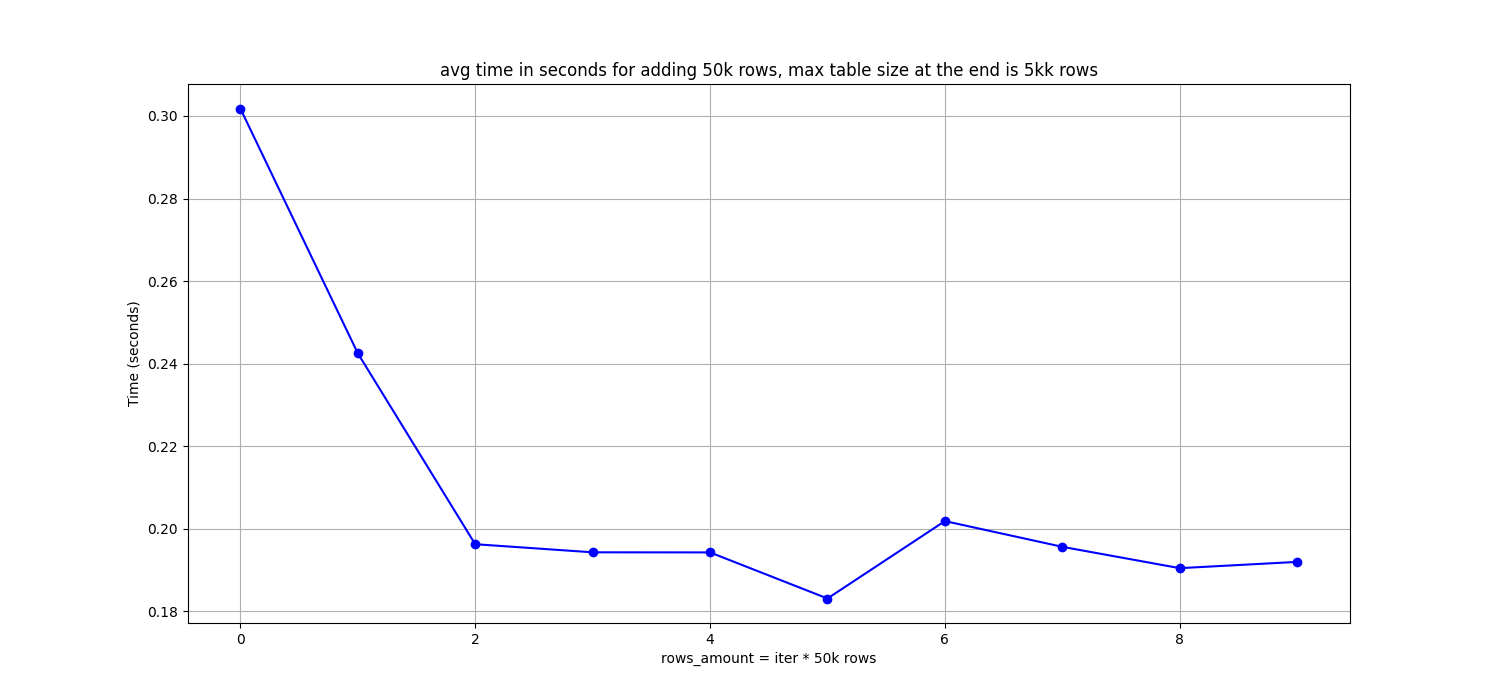 avg time in seconds for adding 50k rows, max table size at the end is 5kk rows
Time (seconds)
0.30
0.28
0.26
0.24
0.22
0.20
0.18
0 2 4 6 8
rows_amount = iter * 50k rows